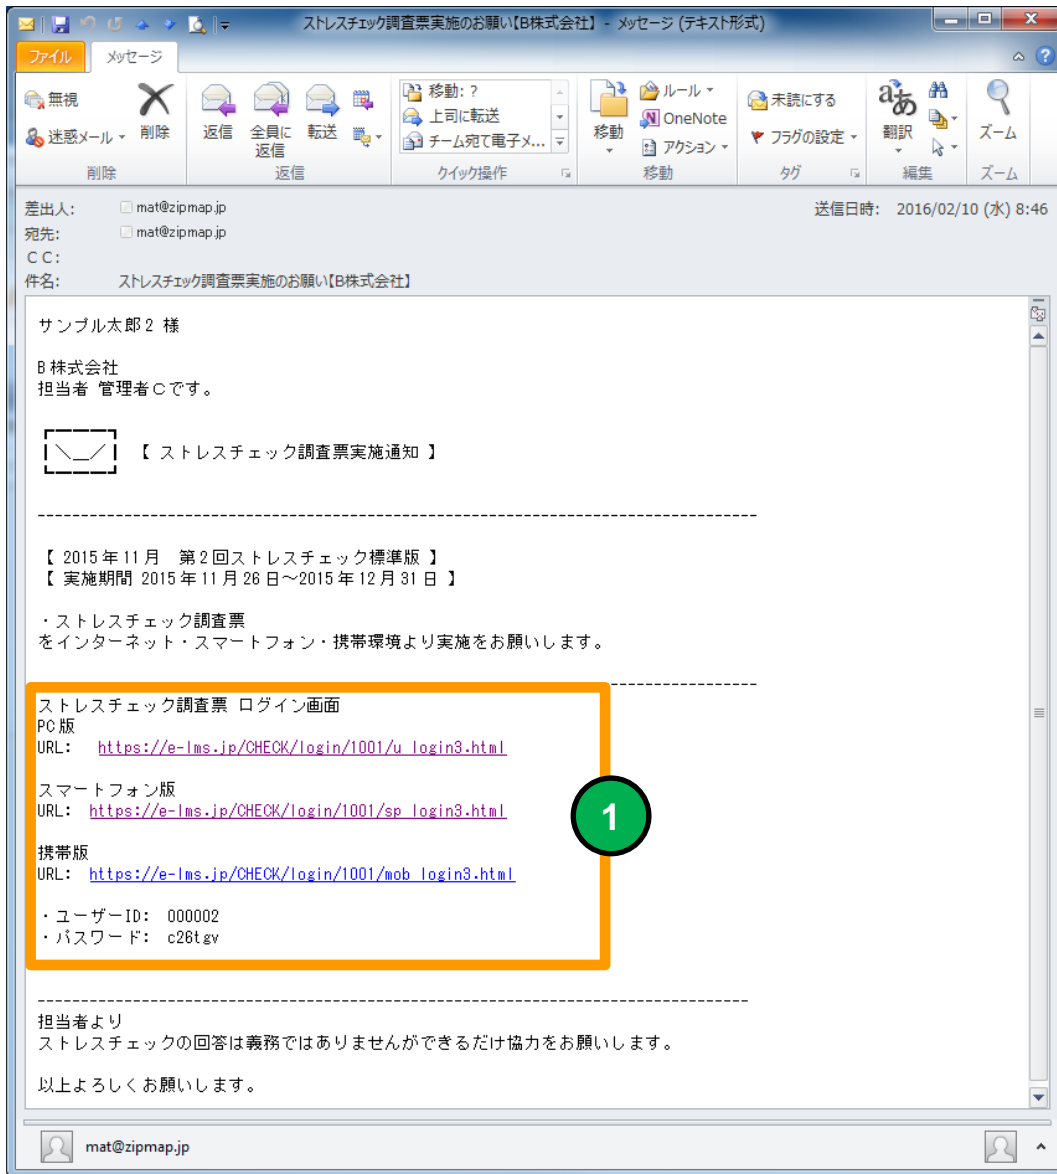 ストレスチェック調査票実施のお願い【B株式会社】 - メッセージ (テキスト形式)
ファイル メッセージ
無視
迷惑メール
削除
返信
全員に返信
転送
移動: ?
上司に転送
チーム宛て電子メ...
移動
ルール
OneNote
アクション
未読にする
フラグの設定
翻訳
ズーム
削除 返信 クイック操作 移動 タグ 編集 ズーム
差出人: mat@zipmap.jp 送信日時: 2016/02/10 (水) 8:46
宛先: mat@zipmap.jp
CC:
件名: ストレスチェック調査票実施のお願い【B株式会社】
サンプル太郎2 様
B株式会社
担当者 管理者Cです。
【 ストレスチェック調査票実施通知 】
--------------------------------------------------------------------------------
【 2015年11月 第2回ストレスチェック標準版 】
【 実施期間 2015年11月26日～2015年12月31日 】
・ストレスチェック調査票
をインターネット・スマートフォン・携帯環境より実施をお願いします。
--------------------------------------------------------------------------------
ストレスチェック調査票 ログイン画面
PC版
URL: https://e-lms.jp/CHECK/login/1001/u_login3.html
スマートフォン版
URL: https://e-lms.jp/CHECK/login/1001/sp_login3.html
1
携帯版
URL: https://e-lms.jp/CHECK/login/1001/mob_login3.html
・ユーザーID: 000002
・パスワード: c26tgv
--------------------------------------------------------------------------------
担当者より
ストレスチェックの回答は義務ではありませんができるだけ協力をお願いします。
以上よろしくお願いします。
mat@zipmap.jp